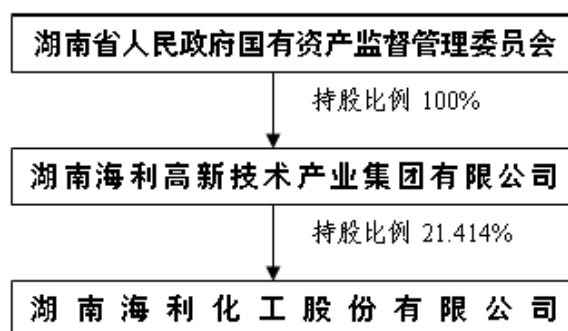 湖南省人民政府国有资产监督管理委员会
持股比例 100%
湖南海利高新技术产业集团有限公司
持股比例 21.414%
湖南海利化工股份有限公司